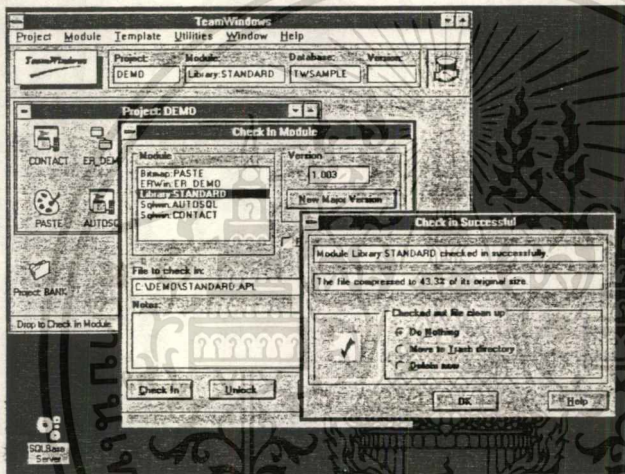 TeamWindows
Project Module Template Utilities Window Help
TeamWindows
Project: Module: Database: Version:
DEMO Library:STANDARD TWSAMPLE
Project: DEMO
CONTACT ER_DEM
PASTE AUTOSQ
Project: BANK
Drop to Check In Module
Check In Module
Module
Bitmap:PASTE
ERWin:ER_DEMO
Library:STANDARD
Sqlwin:AUTOSQL
Sqlwin:CONTACT
Version
1.003
New Major Version
File to check in:
C:\DEMO\STANDARD.APL
Notes:
Check In Unlock
Check in Successful
Module Library STANDARD checked in successfully.
The file compressed to 43.3% of its original size.
Checked out file clean up
Do Nothing
Move to Trash directory
Delete now
OK Help
SQLBase
Server